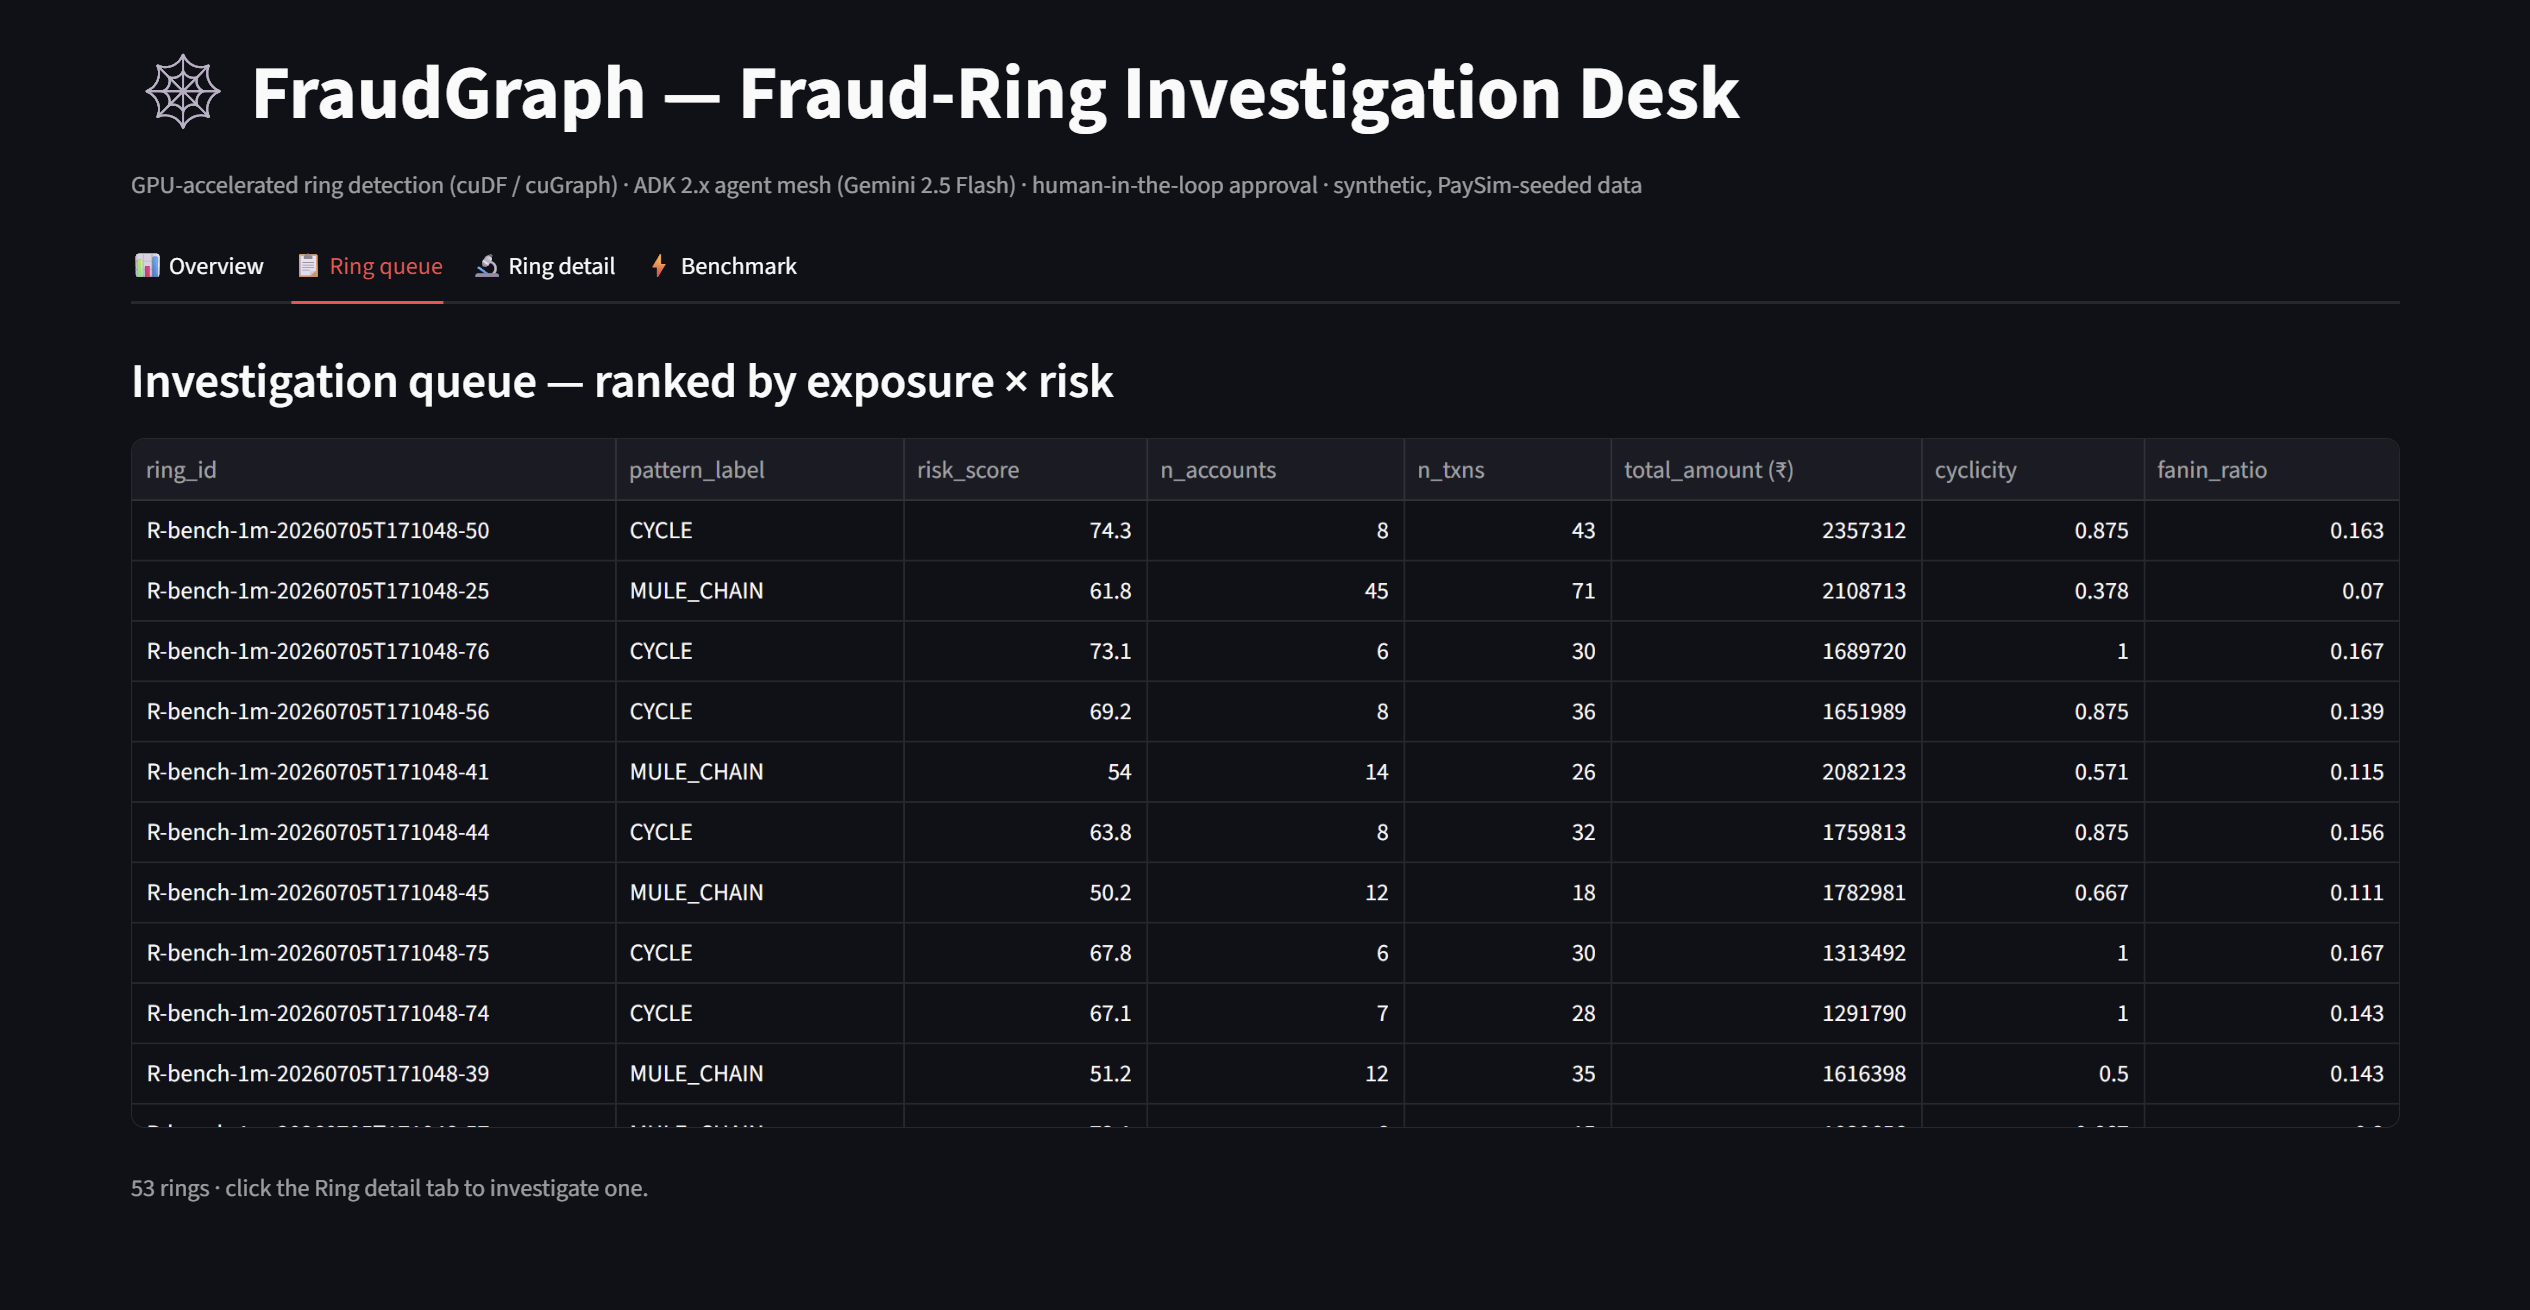 FraudGraph — Fraud-Ring Investigation Desk
GPU-accelerated ring detection (cuDF / cuGraph) · ADK 2.x agent mesh (Gemini 2.5 Flash) · human-in-the-loop approval · synthetic, PaySim-seeded data
Overview Ring queue Ring detail Benchmark
Investigation queue — ranked by exposure × risk
ring_id pattern_label risk_score n_accounts n_txns total_amount (₹) cyclicity fanin_ratio
R-bench-1m-20260705T171048-50 CYCLE 74.3 8 43 2357312 0.875 0.163
R-bench-1m-20260705T171048-25 MULE_CHAIN 61.8 45 71 2108713 0.378 0.07
R-bench-1m-20260705T171048-76 CYCLE 73.1 6 30 1689720 1 0.167
R-bench-1m-20260705T171048-56 CYCLE 69.2 8 36 1651989 0.875 0.139
R-bench-1m-20260705T171048-41 MULE_CHAIN 54 14 26 2082123 0.571 0.115
R-bench-1m-20260705T171048-44 CYCLE 63.8 8 32 1759813 0.875 0.156
R-bench-1m-20260705T171048-45 MULE_CHAIN 50.2 12 18 1782981 0.667 0.111
R-bench-1m-20260705T171048-75 CYCLE 67.8 6 30 1313492 1 0.167
R-bench-1m-20260705T171048-74 CYCLE 67.1 7 28 1291790 1 0.143
R-bench-1m-20260705T171048-39 MULE_CHAIN 51.2 12 35 1616398 0.5 0.143
53 rings · click the Ring detail tab to investigate one.